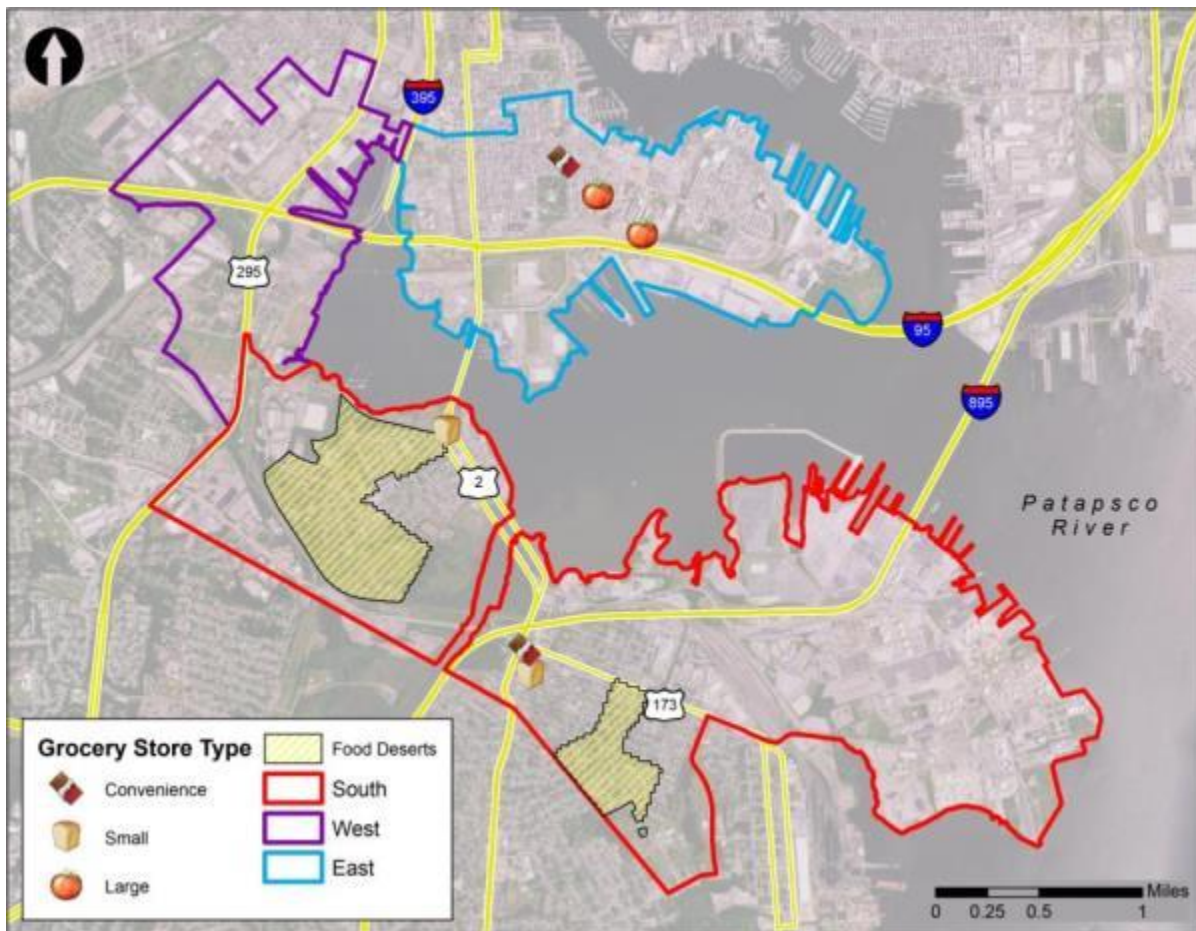 395
295
95
895
2
Patapsco
River
173
Grocery Store Type
Convenience
Small
Large
Food Deserts
South
West
East
Miles
0 0.25 0.5 1